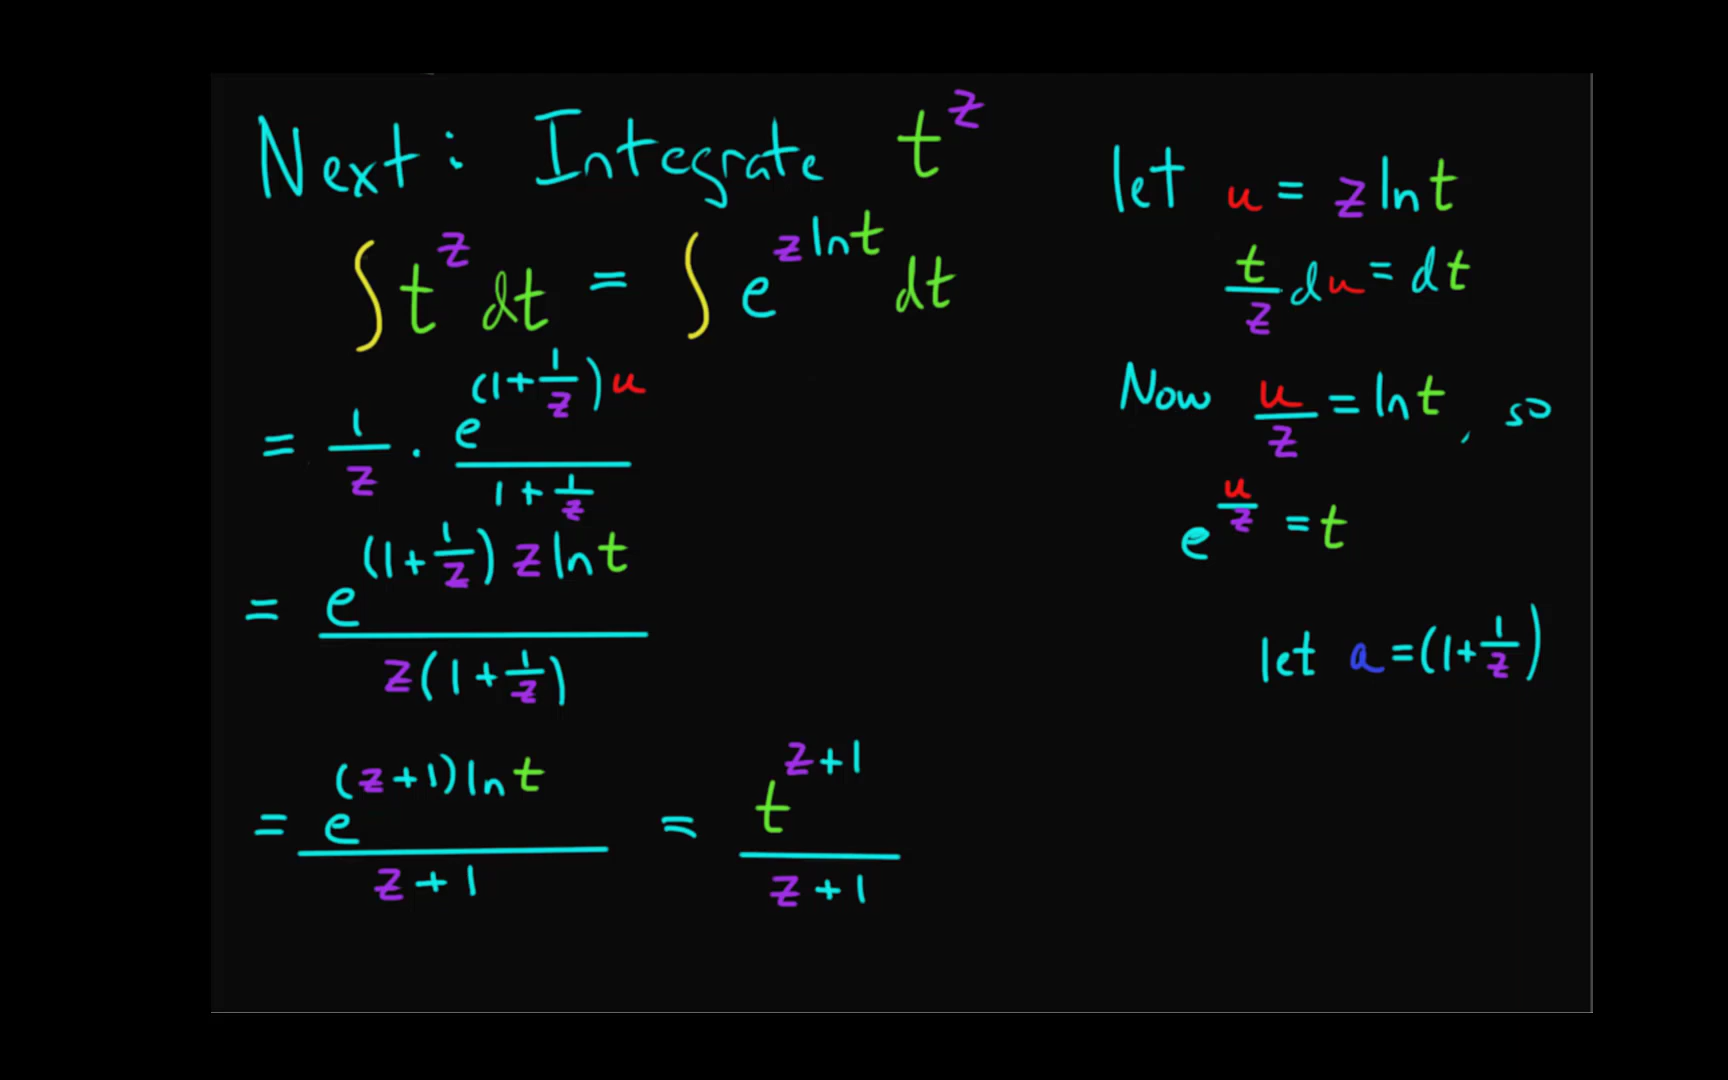 Next: Integrate t^z
∫ t^z dt = ∫ e^(z ln t) dt
= 1/z · e^((1+1/z)u) / (1+1/z)
= e^((1+1/z) z ln t) / z(1+1/z)
= e^((z+1) ln t) / (z+1) = t^(z+1) / (z+1)
let u = z ln t
t/z du = dt
Now u/z = ln t, so
e^(u/z) = t
let a = (1+1/z)